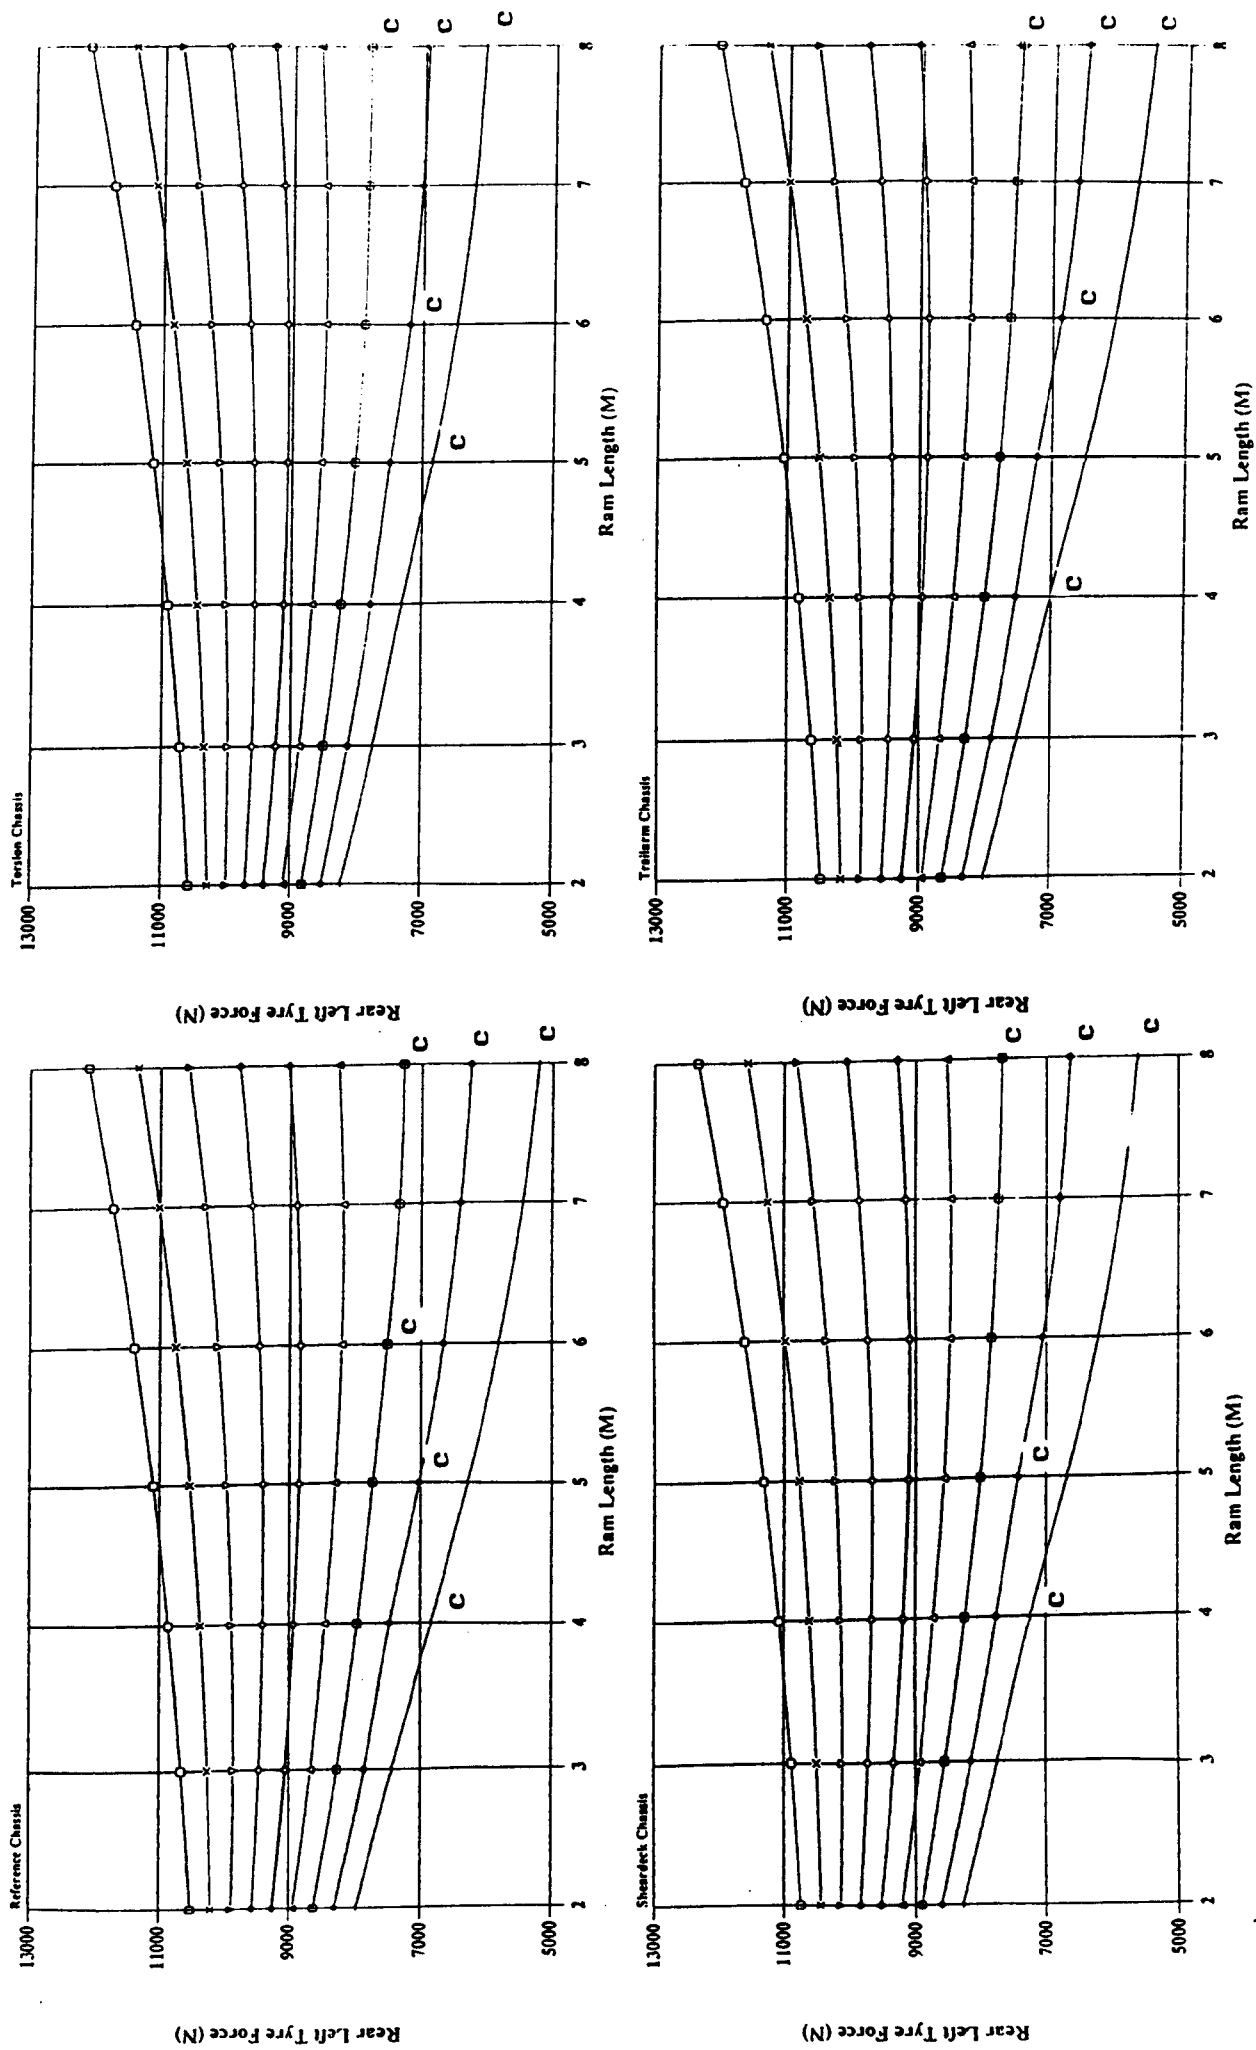 Reference Chassis
Rear Left Tyre Force (N)
13000
11000
9000
7000
5000
2
3
4
5
6
7
8
Ram Length (M)
C
C
C
C
C
C
Torsion Chassis
Rear Left Tyre Force (N)
13000
11000
9000
7000
5000
2
3
4
5
6
7
8
Ram Length (M)
C
C
C
C
C
Sheardeck Chassis
Rear Left Tyre Force (N)
13000
11000
9000
7000
5000
2
3
4
5
6
7
8
Ram Length (M)
C
C
C
C
C
Trailarm Chassis
Rear Left Tyre Force (N)
13000
11000
9000
7000
5000
2
3
4
5
6
7
8
Ram Length (M)
C
C
C
C
C